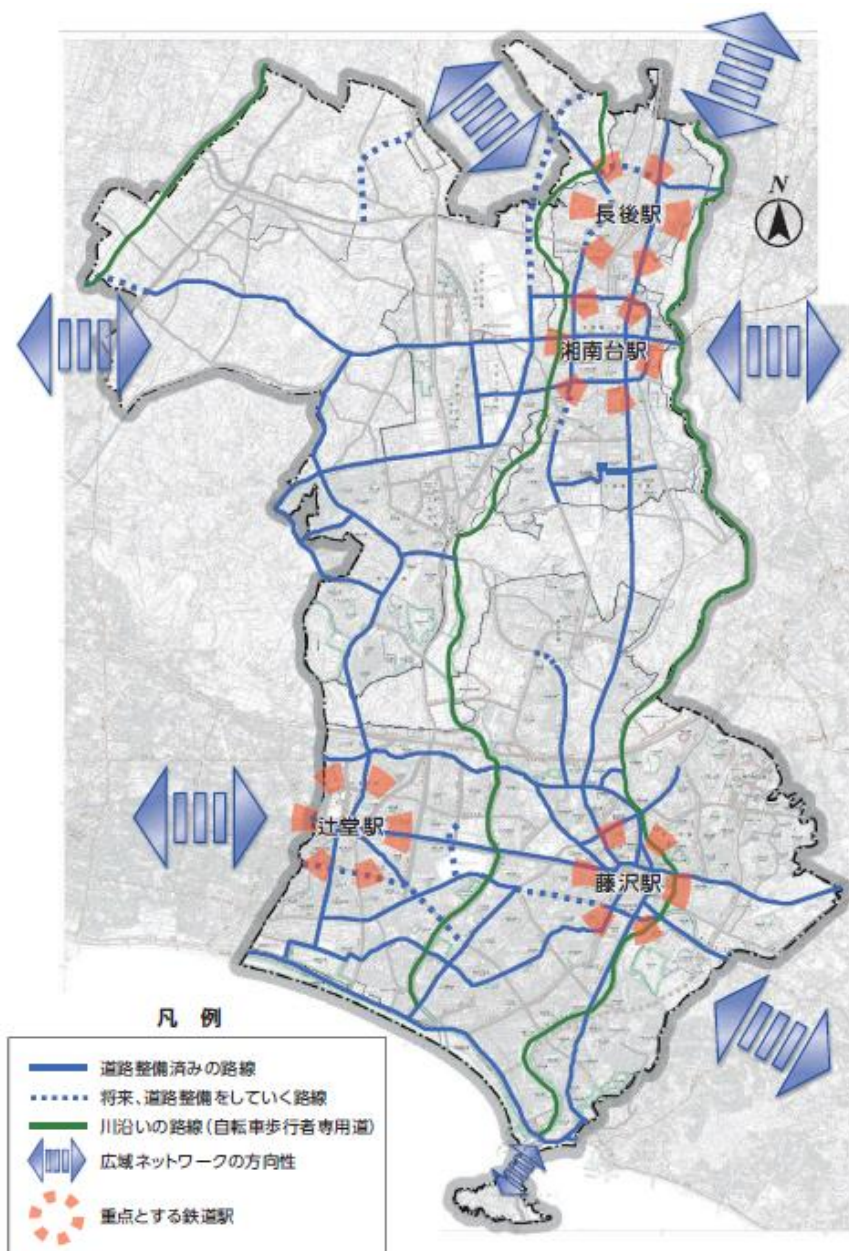 N
長後駅
湘南台駅
辻堂駅
藤沢駅
凡 例
道路整備済みの路線
将来、道路整備をしていく路線
川沿いの路線（自転車歩行者専用道）
広域ネットワークの方向性
重点とする鉄道駅